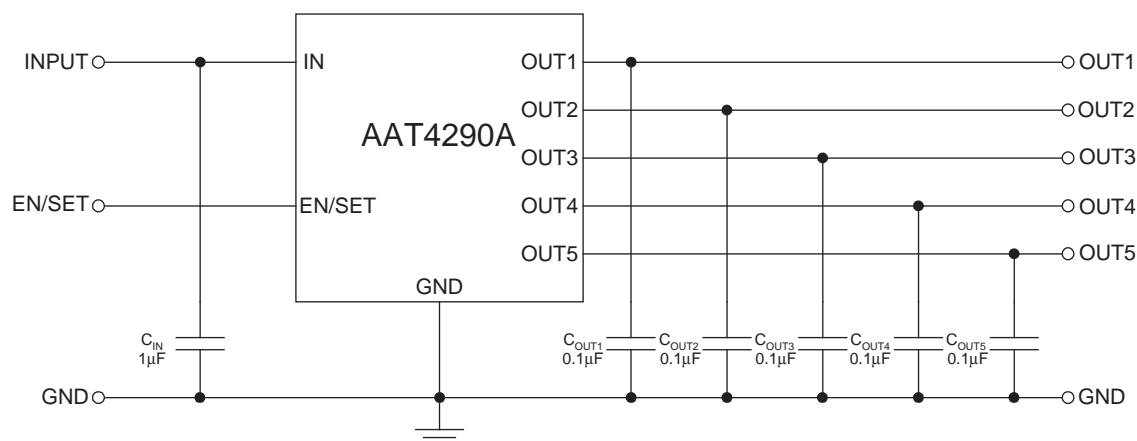 INPUT
IN
OUT1
OUT1
OUT2
OUT2
AAT4290A
OUT3
OUT3
EN/SET
EN/SET
OUT4
OUT4
OUT5
OUT5
GND
CIN
1µF
COUT1
0.1µF
COUT2
0.1µF
COUT3
0.1µF
COUT4
0.1µF
COUT5
0.1µF
GND
GND